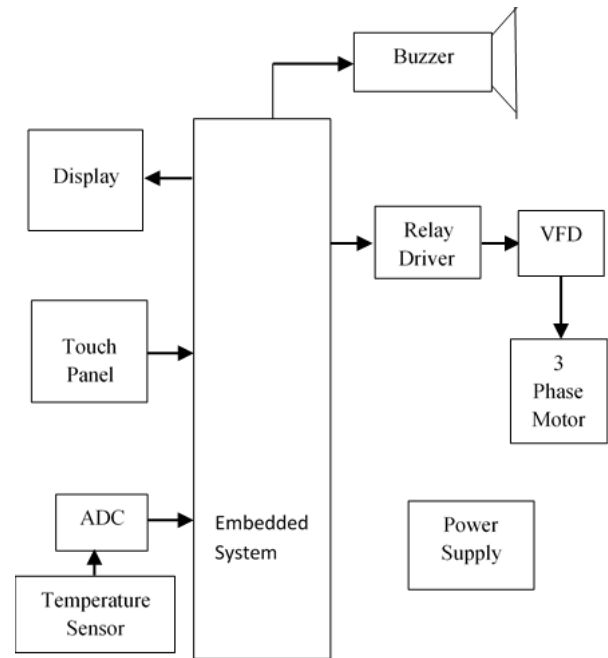 Buzzer
Display
Relay
Driver
VFD
Touch
Panel
3
Phase
Motor
ADC
Embedded
System
Power
Supply
Temperature
Sensor